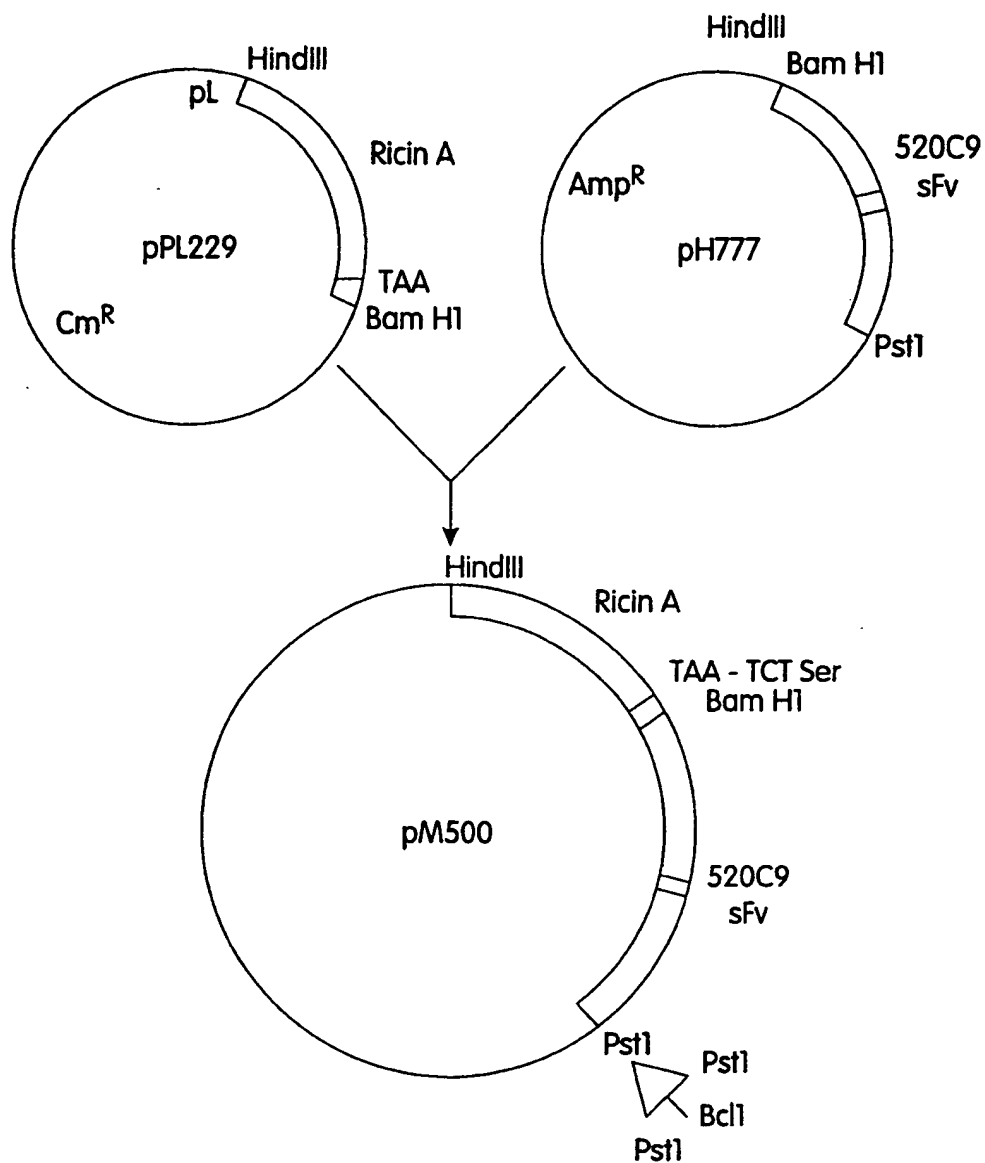 HindIII
pL
Ricin A
pPL229
TAA
Bam H1
CmR
HindIII
Bam H1
520C9
sFv
AmpR
pH777
Pst1
HindIII
Ricin A
TAA - TCT Ser
Bam H1
pM500
520C9
sFv
Pst1
Pst1
Bcl1
Pst1